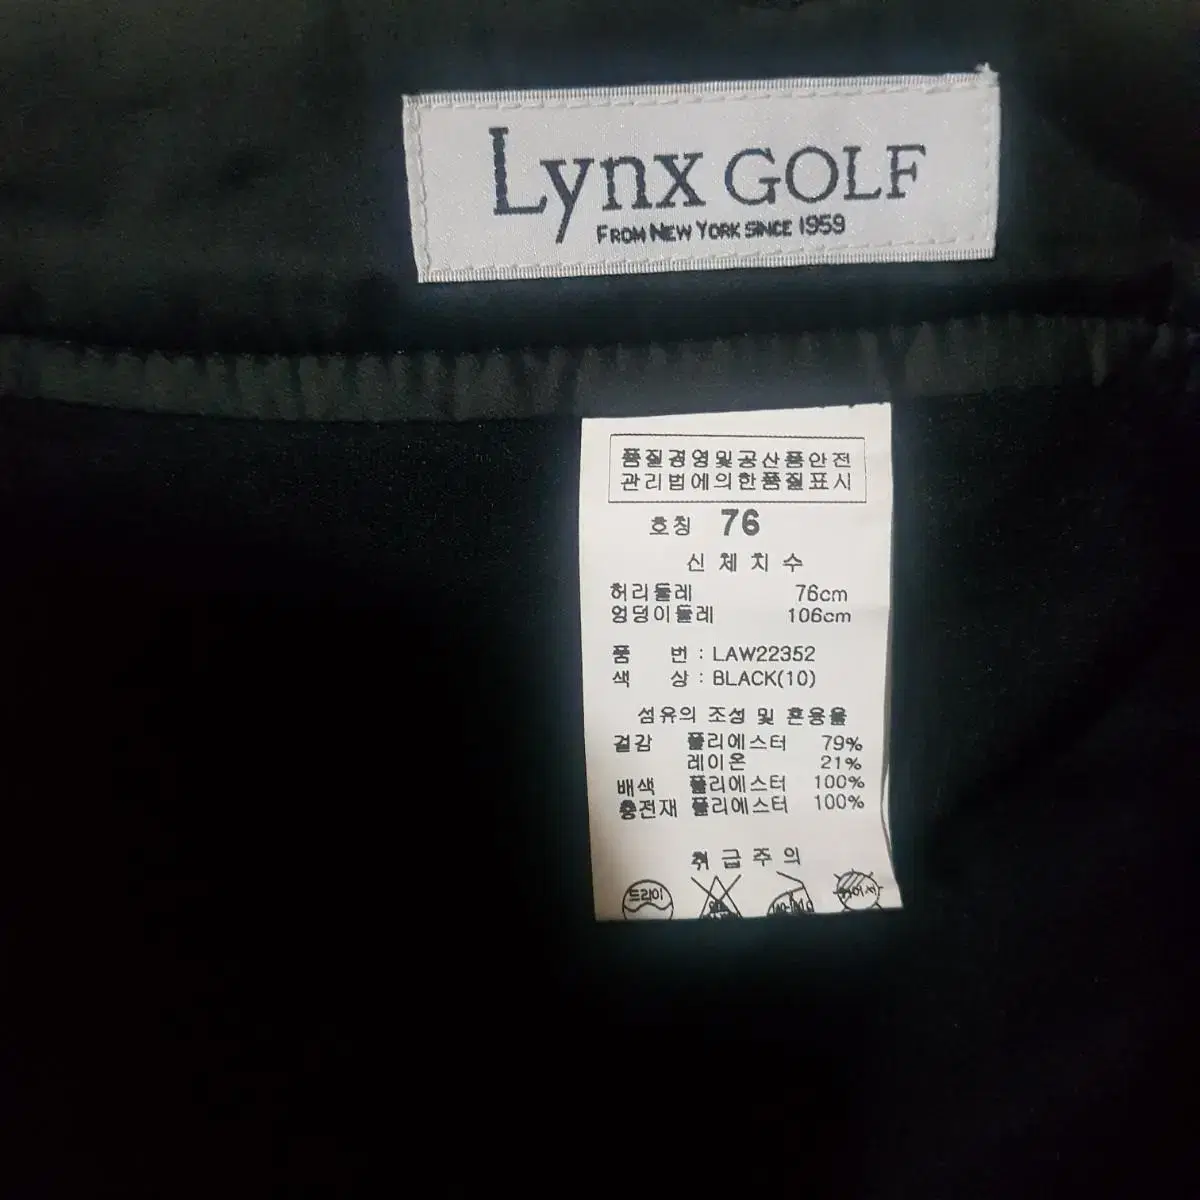 Lynx GOLF
FROM NEW YORK SINCE 1959
품질경영및공산품안전
관리법에의한품질표시
호칭 76
신체치수
허리둘레 76cm
엉덩이둘레 106cm
품 번 : LAW22352
색 상 : BLACK(10)
섬유의 조성 및 혼용율
겉감 폴리에스터 79%
레이온 21%
배색 폴리에스터 100%
충전재 폴리에스터 100%
취급주의
드라이